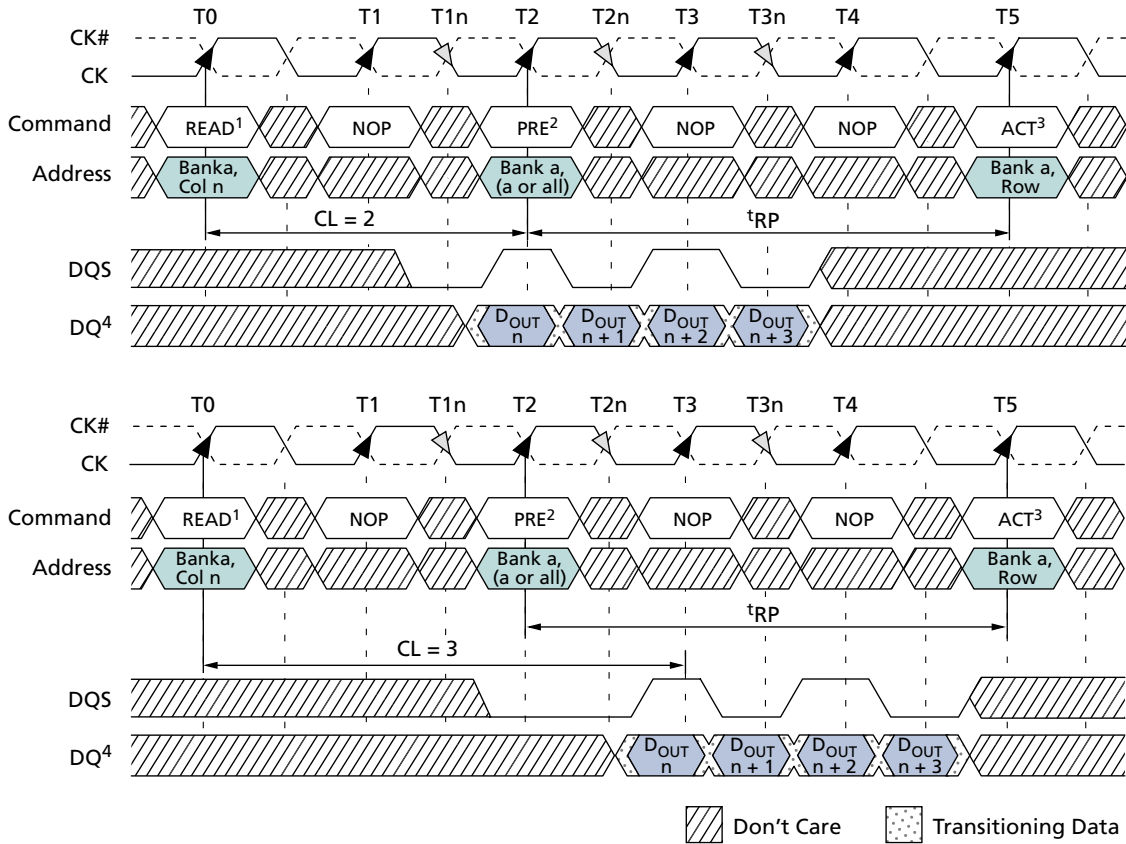 T0 T1 T1n T2 T2n T3 T3n T4 T5
CK#
CK
Command READ1 NOP PRE2 NOP NOP ACT3
Address Banka, Col n Bank a, (a or all) Bank a, Row
CL = 2 tRP
DQS
DQ4 DOUT n DOUT n + 1 DOUT n + 2 DOUT n + 3
T0 T1 T1n T2 T2n T3 T3n T4 T5
CK#
CK
Command READ1 NOP PRE2 NOP NOP ACT3
Address Banka, Col n Bank a, (a or all) Bank a, Row
tRP
CL = 3
DQS
DQ4 DOUT n DOUT n + 1 DOUT n + 2 DOUT n + 3
Don't Care Transitioning Data